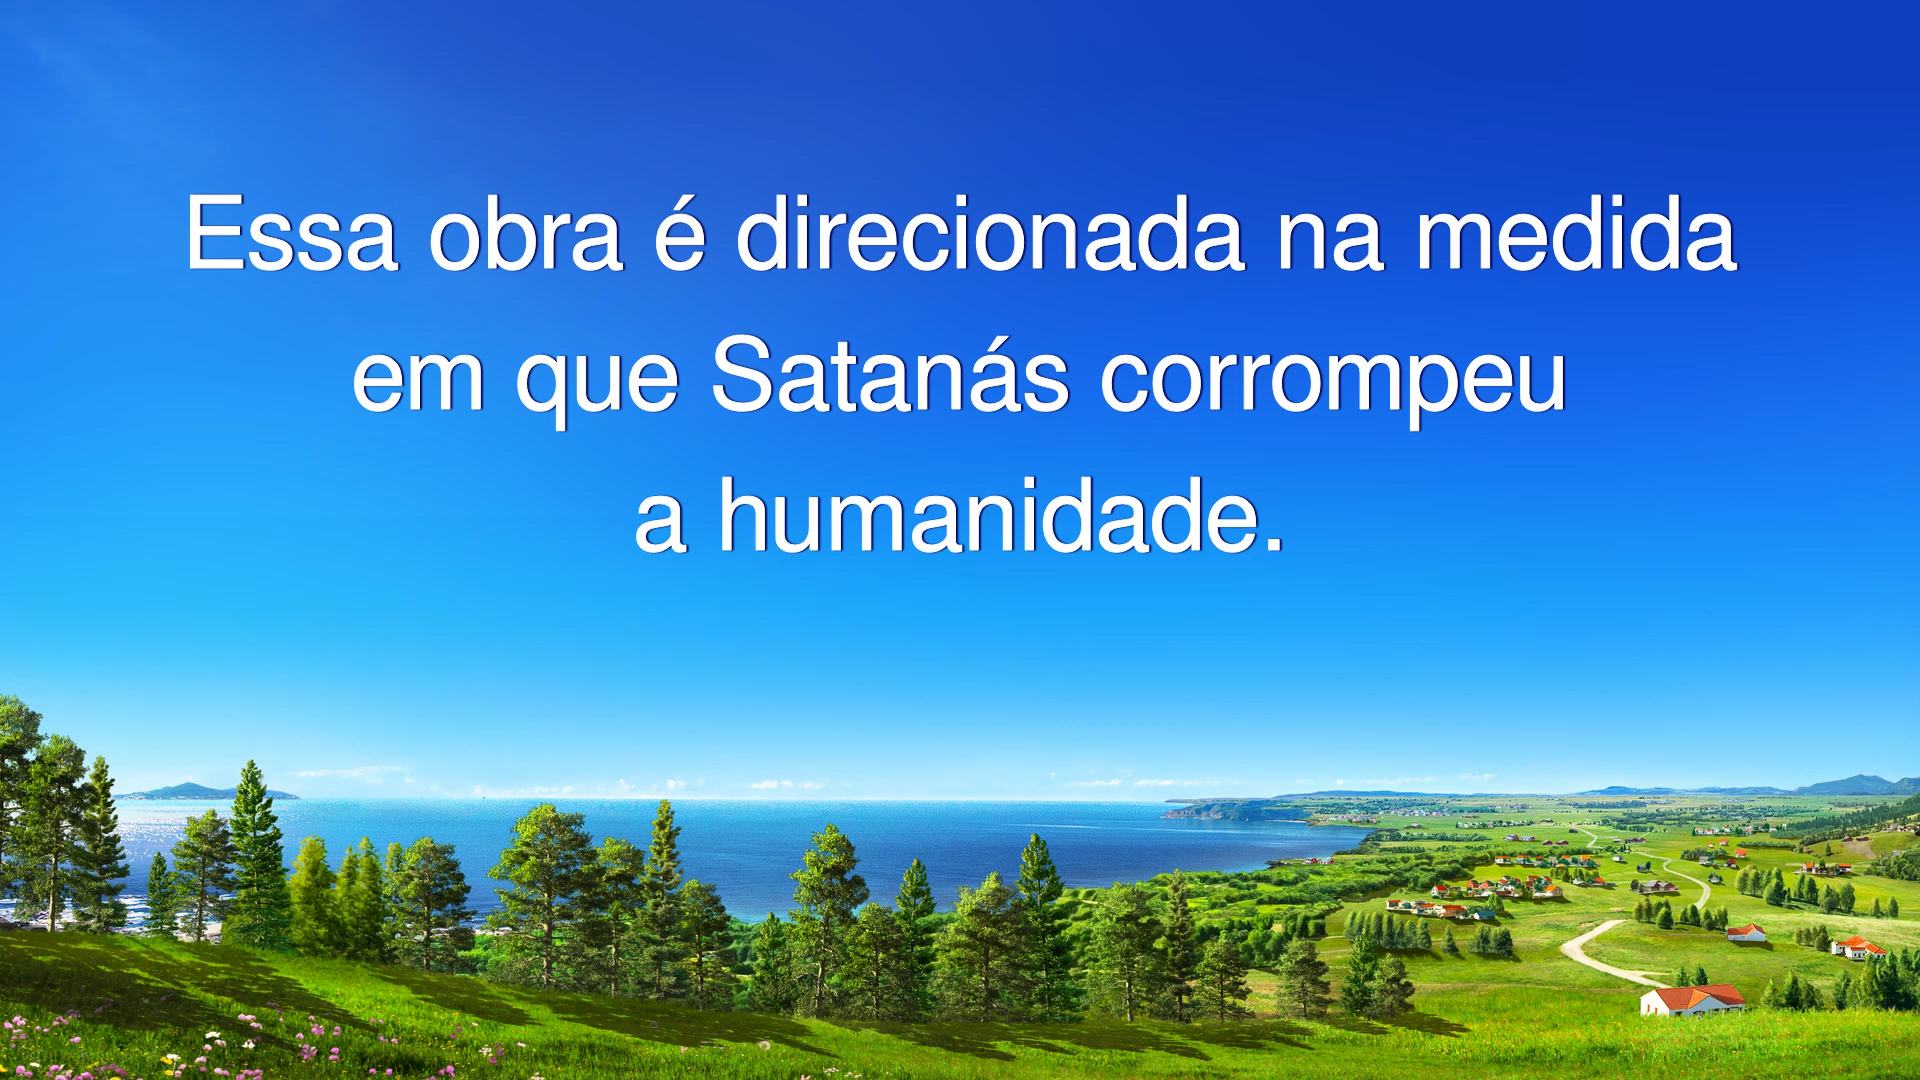 Essa obra é direcionada na medida
em que Satanás corrompeu
a humanidade.